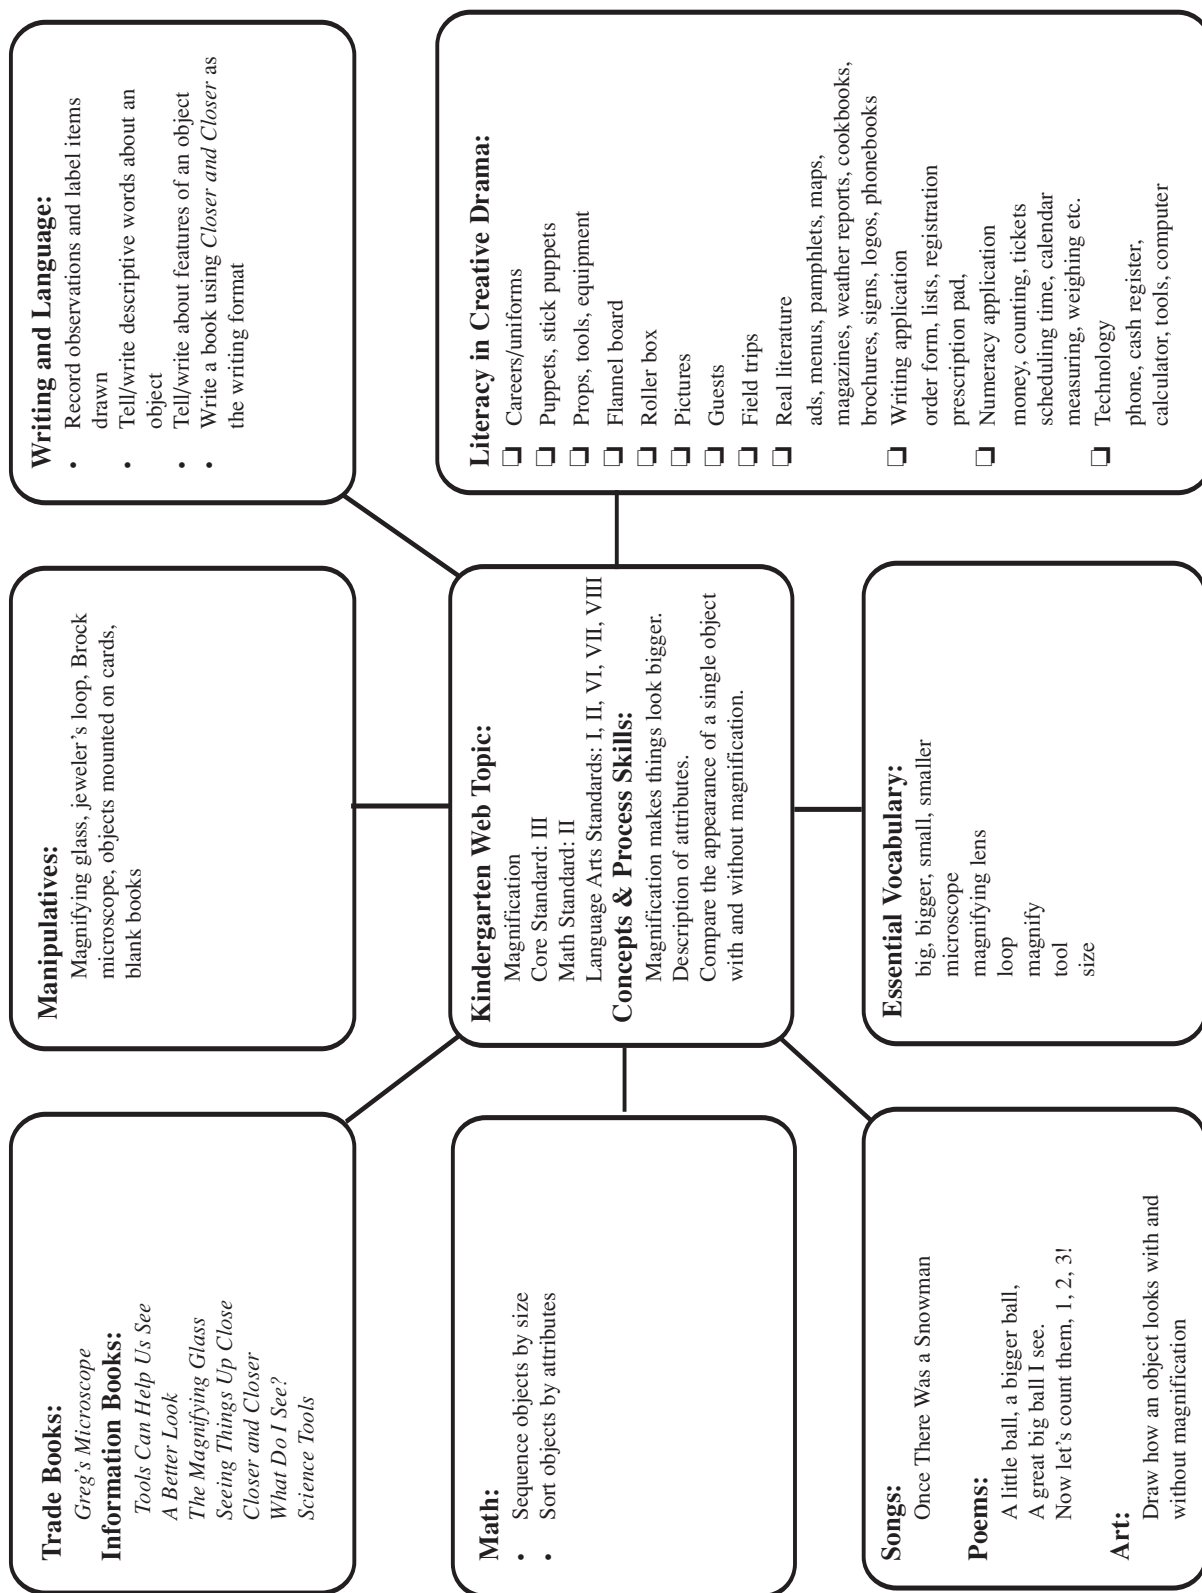 Trade Books:
Greg's Microscope
Information Books:
Tools Can Help Us See
A Better Look
The Magnifying Glass
Seeing Things Up Close
Closer and Closer
What Do I See?
Science Tools
Manipulatives:
Magnifying glass, jeweler's loop, Brock
microscope, objects mounted on cards,
blank books
Writing and Language:
• Record observations and label items
drawn
• Tell/write descriptive words about an
object
• Tell/write about features of an object
• Write a book using Closer and Closer as
the writing format
Math:
• Sequence objects by size
• Sort objects by attributes
Kindergarten Web Topic:
Magnification
Core Standard: III
Math Standard: II
Language Arts Standards: I, II, VI, VII, VIII
Concepts & Process Skills:
Magnification makes things look bigger.
Description of attributes.
Compare the appearance of a single object
with and without magnification.
Literacy in Creative Drama:
❏ Careers/uniforms
❏ Puppets, stick puppets
❏ Props, tools, equipment
❏ Flannel board
❏ Roller box
❏ Pictures
❏ Guests
❏ Field trips
❏ Real literature
ads, menus, pamphlets, maps,
magazines, weather reports, cookbooks,
brochures, signs, logos, phonebooks
❏ Writing application
order form, lists, registration
prescription pad,
❏ Numeracy application
money, counting, tickets
scheduling time, calendar
measuring, weighing etc.
❏ Technology
phone, cash register,
calculator, tools, computer
Songs:
Once There Was a Snowman
Poems:
A little ball, a bigger ball,
A great big ball I see.
Now let's count them, 1, 2, 3!
Art:
Draw how an object looks with and
without magnification
Essential Vocabulary:
big, bigger, small, smaller
microscope
magnifying lens
loop
magnify
tool
size